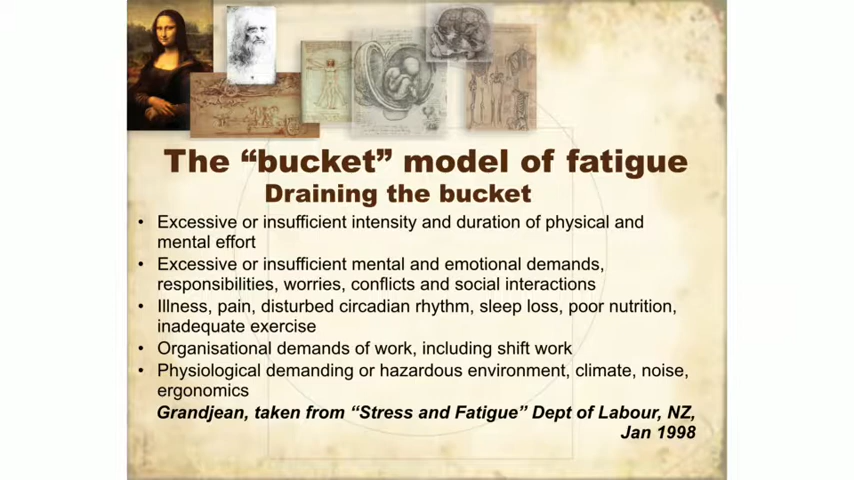 The “bucket” model of fatigue
Draining the bucket
• Excessive or insufficient intensity and duration of physical and
mental effort
• Excessive or insufficient mental and emotional demands,
responsibilities, worries, conflicts and social interactions
• Illness, pain, disturbed circadian rhythm, sleep loss, poor nutrition,
inadequate exercise
• Organisational demands of work, including shift work
• Physiological demanding or hazardous environment, climate, noise,
ergonomics
Grandjean, taken from “Stress and Fatigue” Dept of Labour, NZ,
Jan 1998